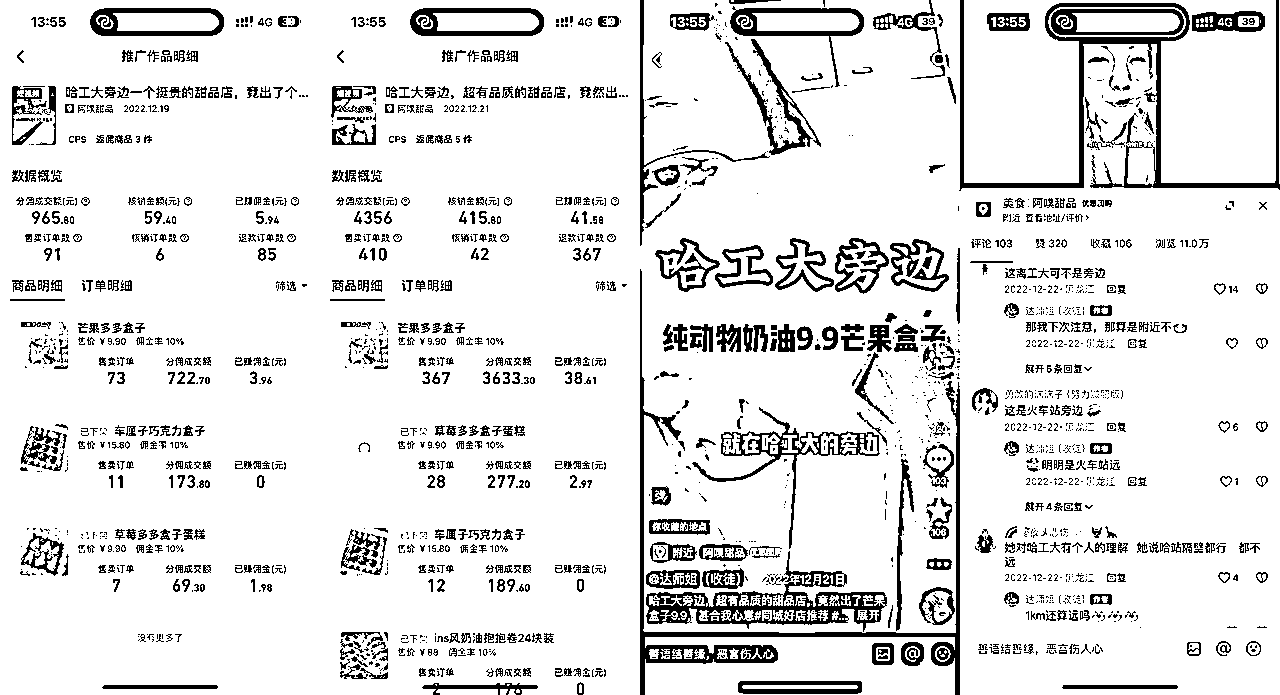 13:55
4G 39
推广作品明细
哈工大旁边一个挺贵的甜品店，竟出了个...
阿嘿甜品 2022.12.19
CPS 返佣商品 3 件
数据概览
分佣成交额(元) 核销金额(元) 已赚佣金(元)
965.80 59.40 5.94
售卖订单数 核销订单数 退款订单数
91 6 85
商品明细 订单明细 筛选
芒果多多盒子
售价 ¥9.90 佣金率 10%
售卖订单 分佣成交额 已赚佣金(元)
73 722.70 3.96
已下架 车厘子巧克力盒子
售价 ¥15.80 佣金率 10%
售卖订单 分佣成交额 已赚佣金(元)
11 173.80 0
已下架 草莓多多盒子蛋糕
售价 ¥9.90 佣金率 10%
售卖订单 分佣成交额 已赚佣金(元)
7 69.30 1.98
没有更多了
13:55
4G 39
推广作品明细
哈工大旁边，超有品质的甜品店，竟然出...
阿嘿甜品 2022.12.21
CPS 返佣商品 5 件
数据概览
分佣成交额(元) 核销金额(元) 已赚佣金(元)
4356 415.80 41.58
售卖订单数 核销订单数 退款订单数
410 42 367
商品明细 订单明细 筛选
芒果多多盒子
售价 ¥9.90 佣金率 10%
售卖订单 分佣成交额 已赚佣金(元)
367 3633.30 38.61
已下架 草莓多多盒子蛋糕
售价 ¥9.90 佣金率 10%
售卖订单 分佣成交额 已赚佣金(元)
28 277.20 2.97
已下架 车厘子巧克力盒子
售价 ¥15.80 佣金率 10%
售卖订单 分佣成交额 已赚佣金(元)
12 189.60 0
已下架 ins风奶油抱抱卷24块装
售价 ¥88 佣金率 10%
售卖订单 分佣成交额 已赚佣金(元)
2 176 0
13:55
4G 39
哈工大旁边
纯动物奶油9.9芒果盒子
就在哈工大的旁边
103
106
你收藏的地点
附近 阿嘿甜品
@达师姐（收徒） 2022年12月21日
哈工大旁边，超有品质的甜品店，竟然出了芒果
盒子9.9，甚合我心意#同城好店推荐 #... 展开
善语结善缘，恶言伤人心
13:55
4G 39
美食 阿嘿甜品 优惠团购
附近 查看地址/评价
评论 103 赞 320 收藏 106 浏览 11.0万
这离工大可不是旁边
2022-12-22·黑龙江 回复 14
达师姐（收徒） 作者
那我下次注意，那算是附近不
2022-12-22·黑龙江 回复
展开 5 条回复
这是火车站旁边
2022-12-22·黑龙江 回复 6
达师姐（收徒） 作者
明明是火车站远
2022-12-22·黑龙江 回复 1
展开 4 条回复
她对哈工大有个人的理解 她说哈站隔壁都行 都不
远
2022-12-22·黑龙江 回复 4
达师姐（收徒） 作者
1km还算远吗
善语结善缘，恶言伤人心